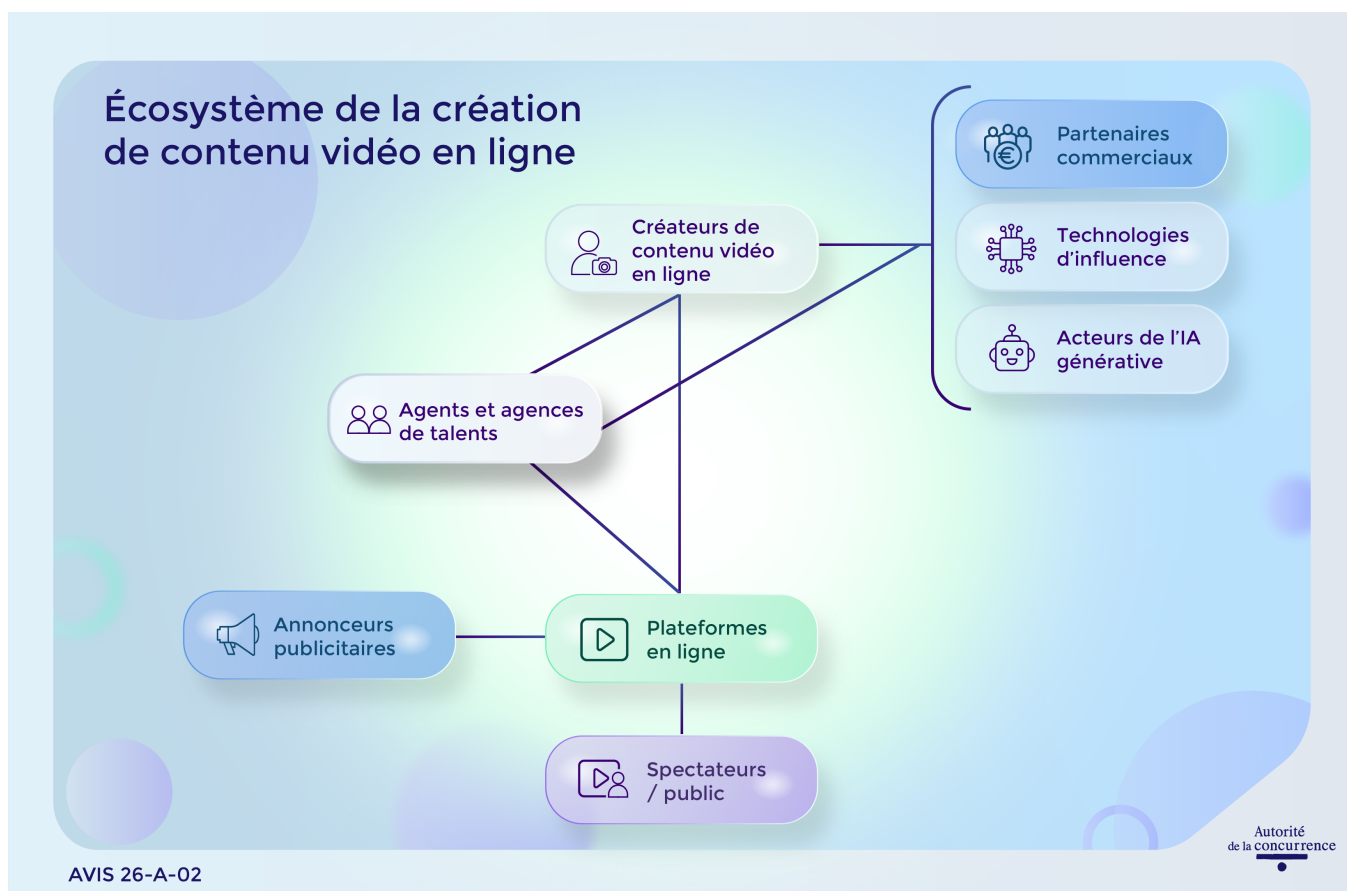 Écosystème de la création
de contenu vidéo en ligne
Partenaires
commerciaux
Technologies
d’influence
Acteurs de l’IA
générative
Créateurs de
contenu vidéo
en ligne
Agents et agences
de talents
Annonceurs
publicitaires
Plateformes
en ligne
Spectateurs
/ public
AVIS 26-A-02
Autorité
de la concurrence